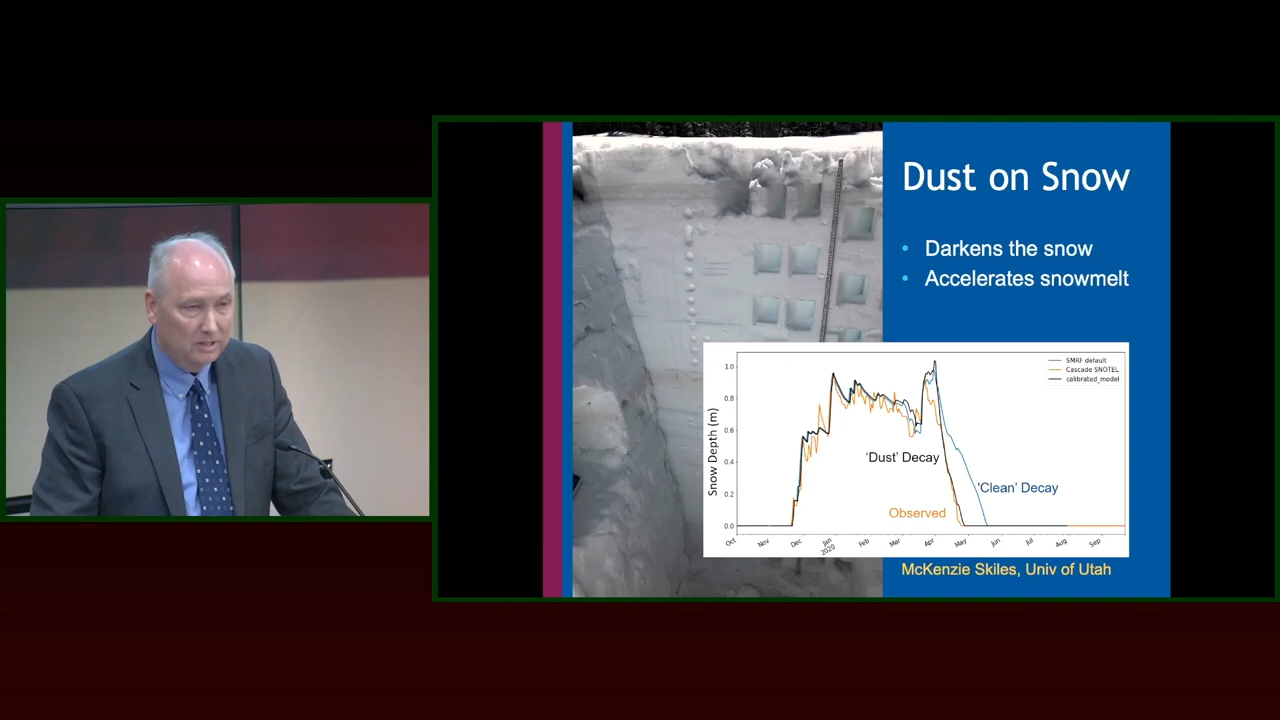 Dust on Snow
• Darkens the snow
• Accelerates snowmelt
SMRF default
Cascade SNOTEL
calibrated_model
Snow Depth (m)
1.0
0.8
0.6
0.4
0.2
0.0
'Dust' Decay
'Clean' Decay
Observed
Oct Nov Dec Jan Feb Mar Apr May Jun Jul Aug Sep
2020
McKenzie Skiles, Univ of Utah